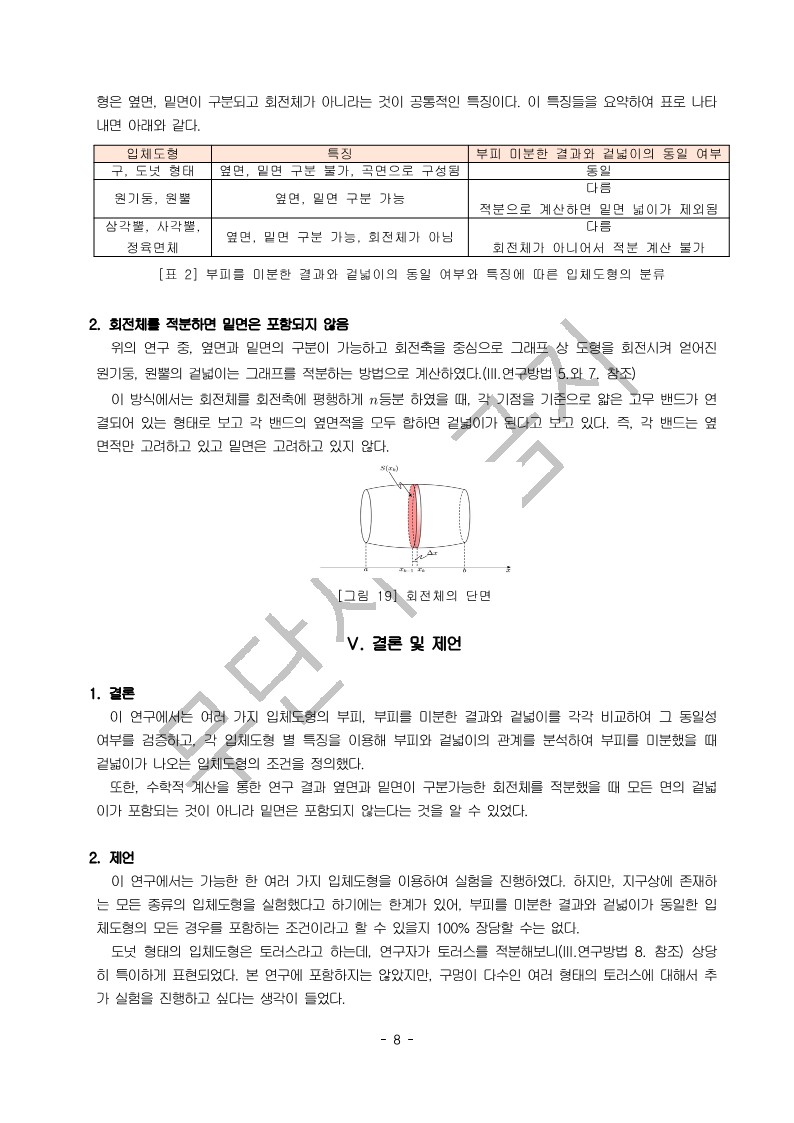 형은 옆면, 밑면이 구분되고 회전체가 아니라는 것이 공통적인 특징이다. 이 특징들을 요약하여 표로 나타
내면 아래와 같다.
입체도형 특징 부피 미분한 결과와 겉넓이의 동일 여부
구, 도넛 형태 옆면, 밑면 구분 불가, 곡면으로 구성됨 동일
원기둥, 원뿔 옆면, 밑면 구분 가능 다름
적분으로 계산하면 밑면 넓이가 제외됨
삼각뿔, 사각뿔, 옆면, 밑면 구분 가능, 회전체가 아님 다름
정육면체 회전체가 아니어서 적분 계산 불가
[표 2] 부피를 미분한 결과와 겉넓이의 동일 여부와 특징에 따른 입체도형의 분류
2. 회전체를 적분하면 밑면은 포함되지 않음
위의 연구 중, 옆면과 밑면의 구분이 가능하고 회전축을 중심으로 그래프 상 도형을 회전시켜 얻어진
원기둥, 원뿔의 겉넓이는 그래프를 적분하는 방법으로 계산하였다.(Ⅲ.연구방법 5.와 7. 참조)
이 방식에서는 회전체를 회전축에 평행하게 n등분 하였을 때, 각 기점을 기준으로 얇은 고무 밴드가 연
결되어 있는 형태로 보고 각 밴드의 옆면적을 모두 합하면 겉넓이가 된다고 보고 있다. 즉, 각 밴드는 옆
면적만 고려하고 있고 밑면은 고려하고 있지 않다.
S(xₖ)
Δx
a xₖ₋₁ xₖ b x
[그림 19] 회전체의 단면
Ⅴ. 결론 및 제언
1. 결론
이 연구에서는 여러 가지 입체도형의 부피, 부피를 미분한 결과와 겉넓이를 각각 비교하여 그 동일성
여부를 검증하고, 각 입체도형 별 특징을 이용해 부피와 겉넓이의 관계를 분석하여 부피를 미분했을 때
겉넓이가 나오는 입체도형의 조건을 정의했다.
또한, 수학적 계산을 통한 연구 결과 옆면과 밑면이 구분가능한 회전체를 적분했을 때 모든 면의 겉넓
이가 포함되는 것이 아니라 밑면은 포함되지 않는다는 것을 알 수 있었다.
2. 제언
이 연구에서는 가능한 한 여러 가지 입체도형을 이용하여 실험을 진행하였다. 하지만, 지구상에 존재하
는 모든 종류의 입체도형을 실험했다고 하기에는 한계가 있어, 부피를 미분한 결과와 겉넓이가 동일한 입
체도형의 모든 경우를 포함하는 조건이라고 할 수 있을지 100% 장담할 수는 없다.
도넛 형태의 입체도형은 토러스라고 하는데, 연구자가 토러스를 적분해보니(Ⅲ.연구방법 8. 참조) 상당
히 특이하게 표현되었다. 본 연구에 포함하지는 않았지만, 구멍이 다수인 여러 형태의 토러스에 대해서 추
가 실험을 진행하고 싶다는 생각이 들었다.
- 8 -